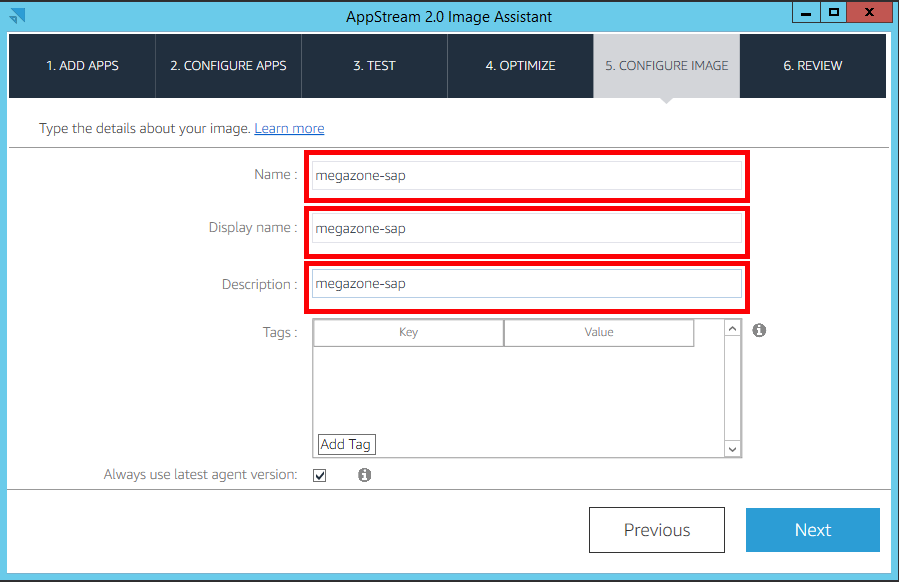 AppStream 2.0 Image Assistant
1. ADD APPS
2. CONFIGURE APPS
3. TEST
4. OPTIMIZE
5. CONFIGURE IMAGE
6. REVIEW
Type the details about your image. Learn more
Name : megazone-sap
Display name : megazone-sap
Description : megazone-sap
Tags : Key Value
Add Tag
Always use latest agent version:
Previous
Next